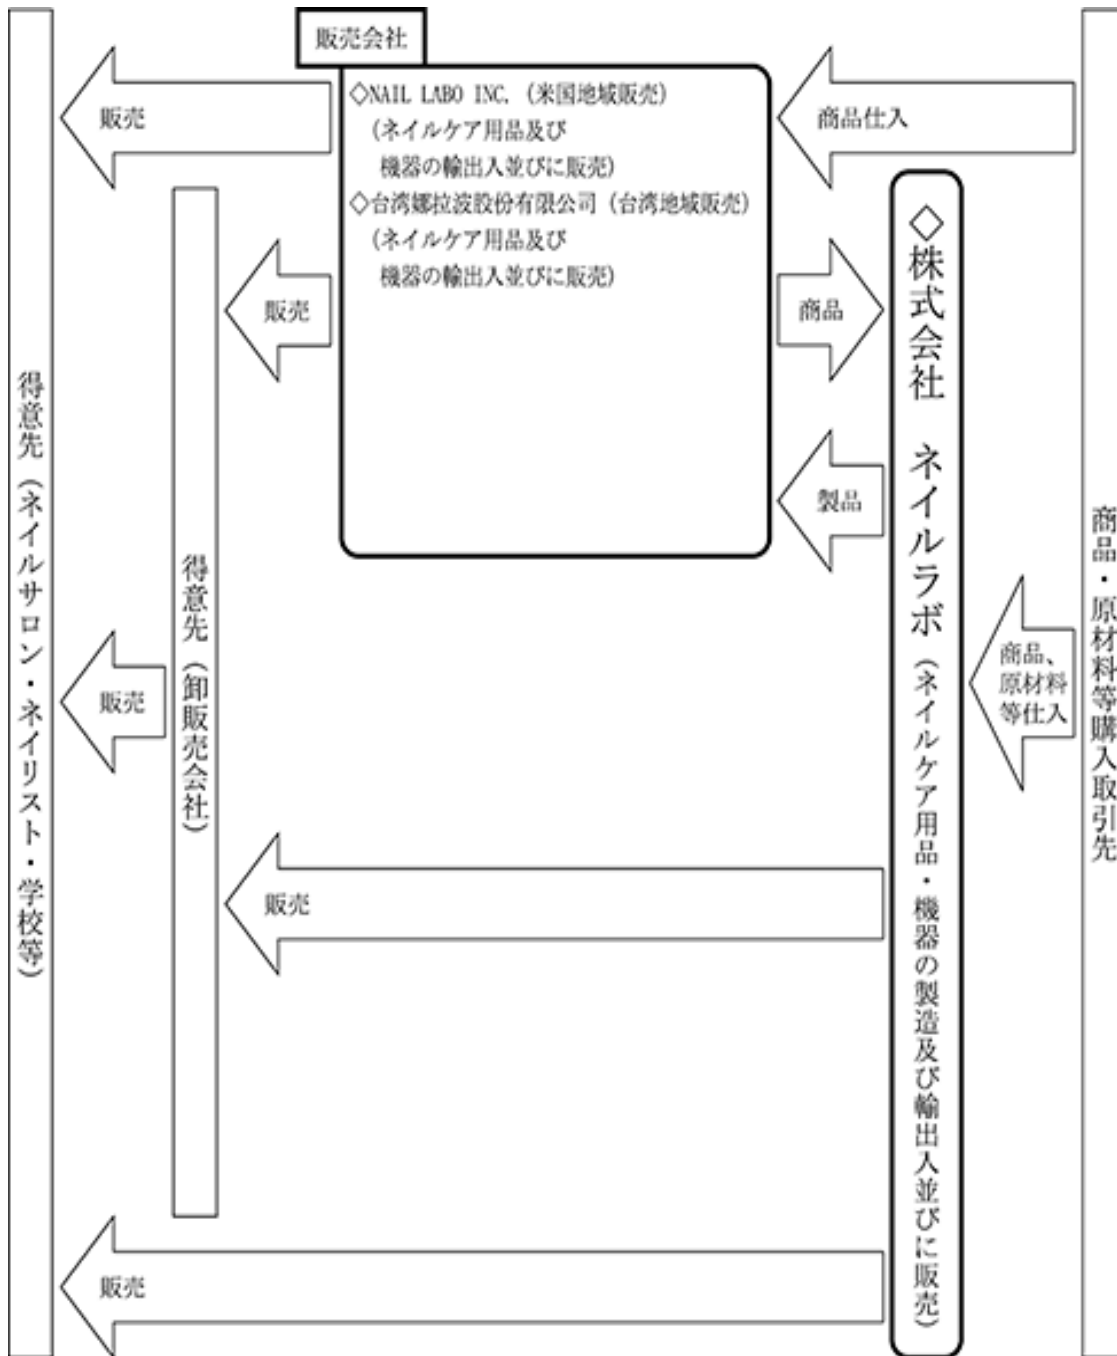 販売会社
◇NAIL LABO INC.（米国地域販売）
（ネイルケア用品及び
機器の輸出入並びに販売）
◇台湾娜拉波股份有限公司（台湾地域販売）
（ネイルケア用品及び
機器の輸出入並びに販売）
販売
商品仕入
販売
商品
製品
商品、
原材料
等仕入
販売
販売
販売
得意先（ネイルサロン・ネイリスト・学校等）
得意先（卸販売会社）
◇株式会社　ネイルラボ（ネイルケア用品・機器の製造及び輸出入並びに販売）
商品・原材料等購入取引先